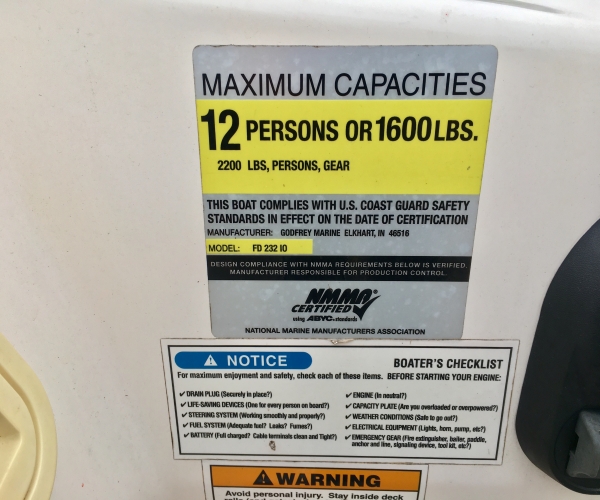 MAXIMUM CAPACITIES
12 PERSONS OR 1600 LBS.
2200 LBS, PERSONS, GEAR
THIS BOAT COMPLIES WITH U.S. COAST GUARD SAFETY
STANDARDS IN EFFECT ON THE DATE OF CERTIFICATION
MANUFACTURER: GODFREY MARINE ELKHART, IN 46516
MODEL: FD 232 IO
DESIGN COMPLIANCE WITH NMMA REQUIREMENTS BELOW IS VERIFIED.
MANUFACTURER RESPONSIBLE FOR PRODUCTION CONTROL.
NMMA
CERTIFIED
using ABYC standards
NATIONAL MARINE MANUFACTURERS ASSOCIATION
NOTICE
BOATER'S CHECKLIST
For maximum enjoyment and safety, check each of these items. BEFORE STARTING YOUR ENGINE:
✓ DRAIN PLUG (Securely in place?)
✓ LIFE-SAVING DEVICES (One for every person on board?)
✓ STEERING SYSTEM (Working smoothly and properly?)
✓ FUEL SYSTEM (Adequate fuel? Leaks? Fumes?)
✓ BATTERY (Full charged? Cable terminals clean and Tight?)
✓ ENGINE (In neutral?)
✓ CAPACITY PLATE (Are you overloaded or overpowered?)
✓ WEATHER CONDITIONS (Safe to go out?)
✓ ELECTRICAL EQUIPMENT (Lights, horn, pump, etc?)
✓ EMERGENCY GEAR (Fire extinguisher, bailer, paddle,
anchor and line, signaling device, tool kit, etc?)
WARNING
Avoid personal injury. Stay inside deck